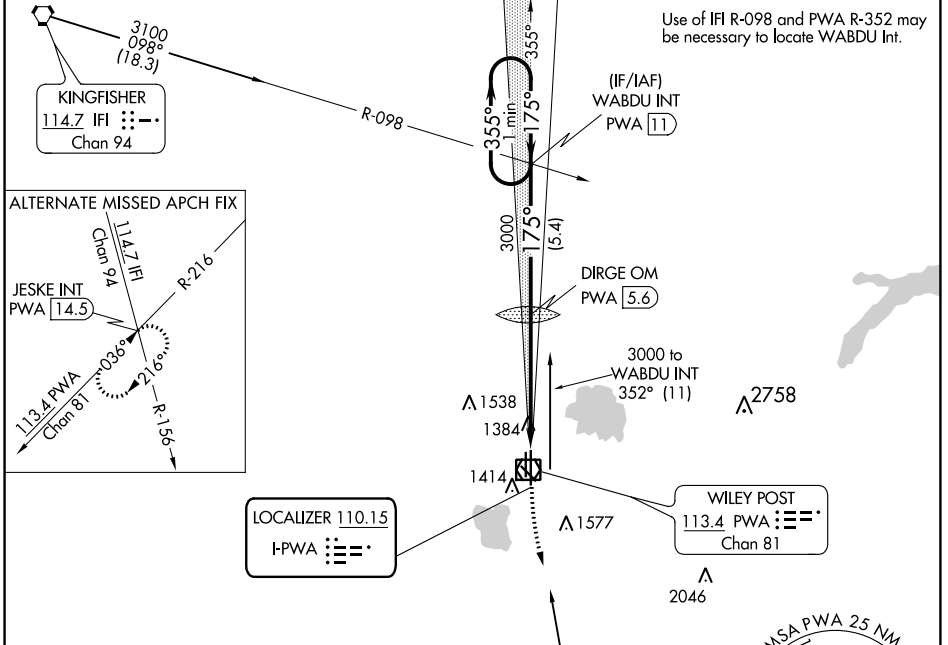 Use of IFI R-098 and PWA R-352 may
be necessary to locate WABDU Int.
3100
098°
(18.3)
KINGFISHER
114.7 IFI
Chan 94
R-098
355°
355°
1 min
175°
(IF/IAF)
WABDU INT
PWA 11
3000
175°
(5.4)
ALTERNATE MISSED APCH FIX
114.7 IFI
Chan 94
R-216
JESKE INT
PWA 14.5
036°
216°
113.4 PWA
Chan 81
R-156
DIRGE OM
PWA 5.6
3000 to
WABDU INT
352° (11)
1538
1384
2758
1414
LOCALIZER 110.15
I-PWA
1577
WILEY POST
113.4 PWA
Chan 81
2046
MSA PWA 25 NM